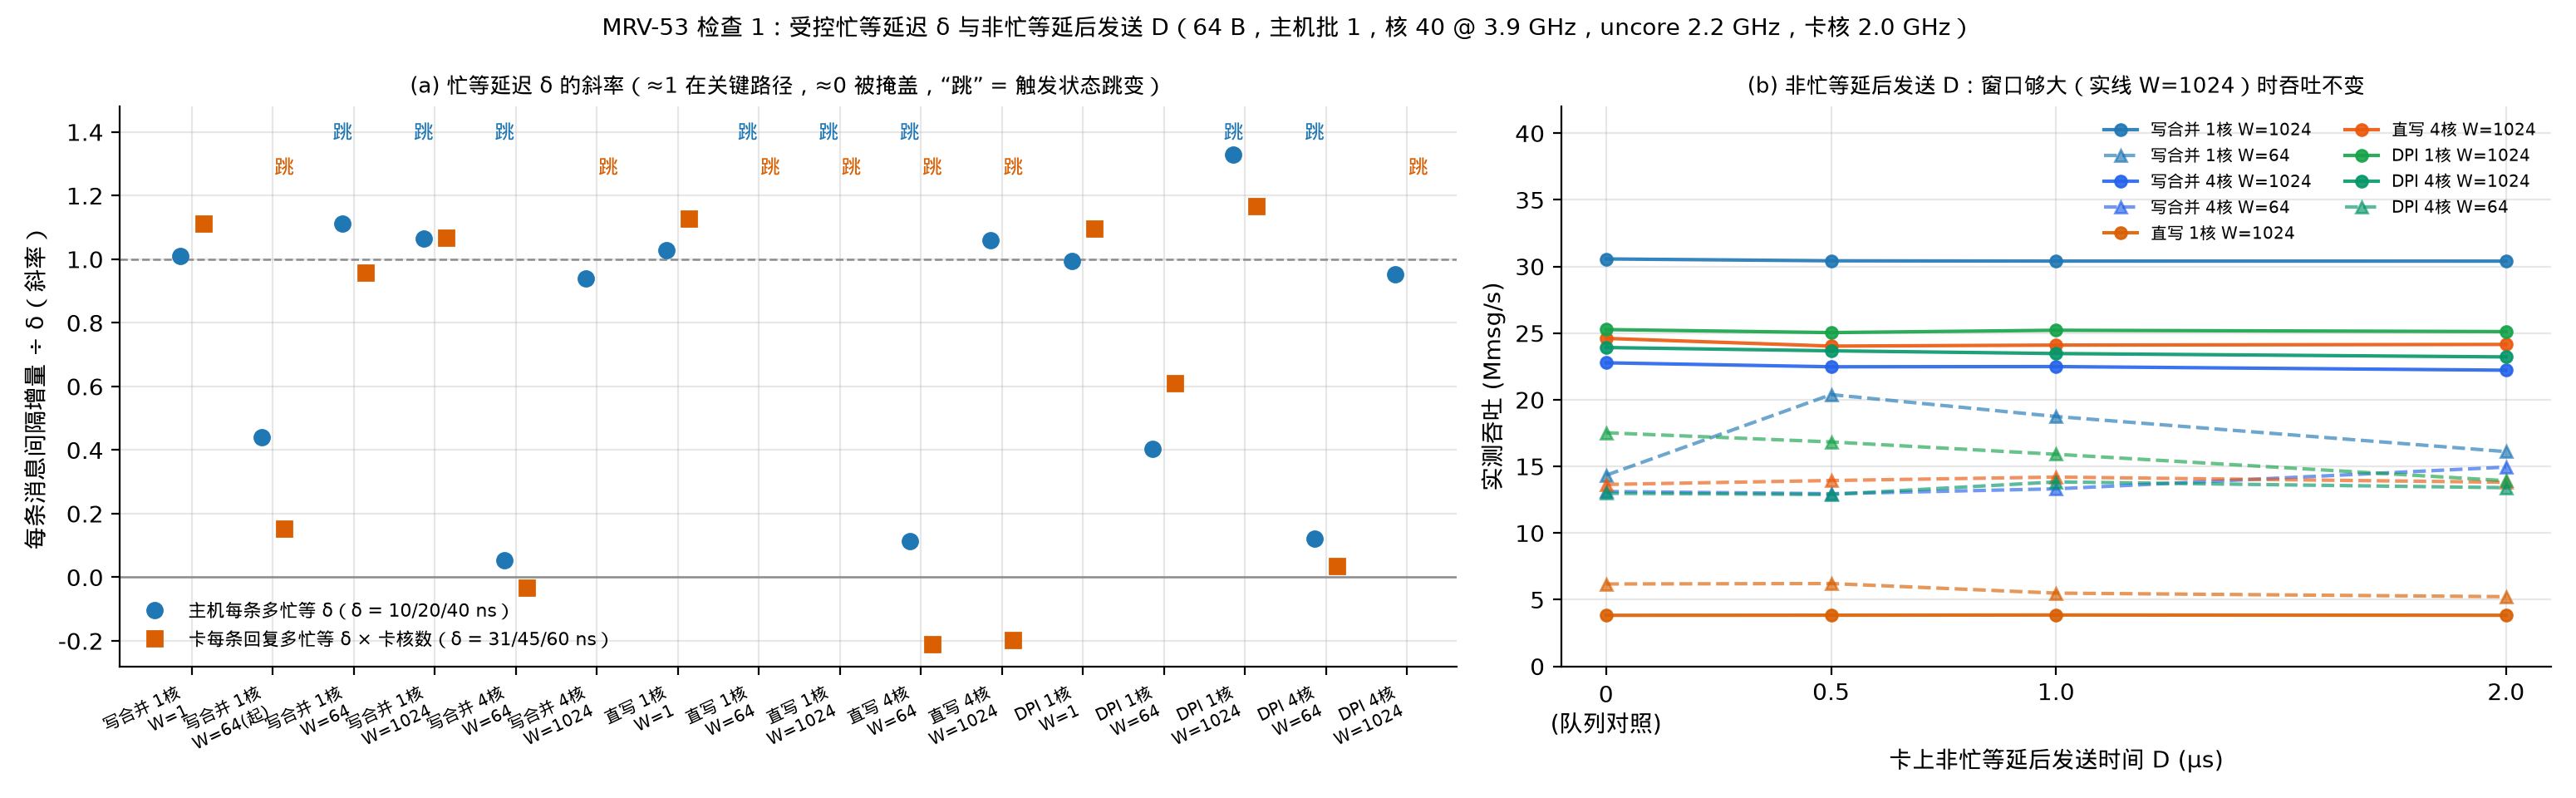 MRV-53 检查 1：受控忙等延迟 δ 与非忙等延后发送 D（64 B，主机批 1，核 40 @ 3.9 GHz，uncore 2.2 GHz，卡核 2.0 GHz）
(a) 忙等延迟 δ 的斜率（≈1 在关键路径，≈0 被掩盖，“跳” = 触发状态跳变）
每条消息间隔增量 ÷ δ（斜率）
1.4
1.2
1.0
0.8
0.6
0.4
0.2
0.0
-0.2
跳 跳 跳 跳 跳 跳 跳 跳
跳 跳 跳 跳 跳 跳 跳
主机每条多忙等 δ（δ = 10/20/40 ns）
卡每条回复多忙等 δ × 卡核数（δ = 31/45/60 ns）
写合并 1核
W=1
写合并 1核
W=64(起)
写合并 1核
W=64
写合并 1核
W=1024
写合并 4核
W=64
写合并 4核
W=1024
直写 1核
W=1
直写 1核
W=64
直写 1核
W=1024
直写 4核
W=64
直写 4核
W=1024
DPI 1核
W=1
DPI 1核
W=64
DPI 1核
W=1024
DPI 4核
W=64
DPI 4核
W=1024
(b) 非忙等延后发送 D：窗口够大（实线 W=1024）时吞吐不变
实测吞吐 (Mmsg/s)
40
35
30
25
20
15
10
5
0
写合并 1核 W=1024
写合并 1核 W=64
写合并 4核 W=1024
写合并 4核 W=64
直写 1核 W=1024
直写 4核 W=1024
DPI 1核 W=1024
DPI 4核 W=1024
DPI 4核 W=64
0
(队列对照)
0.5
1.0
2.0
卡上非忙等延后发送时间 D (μs)